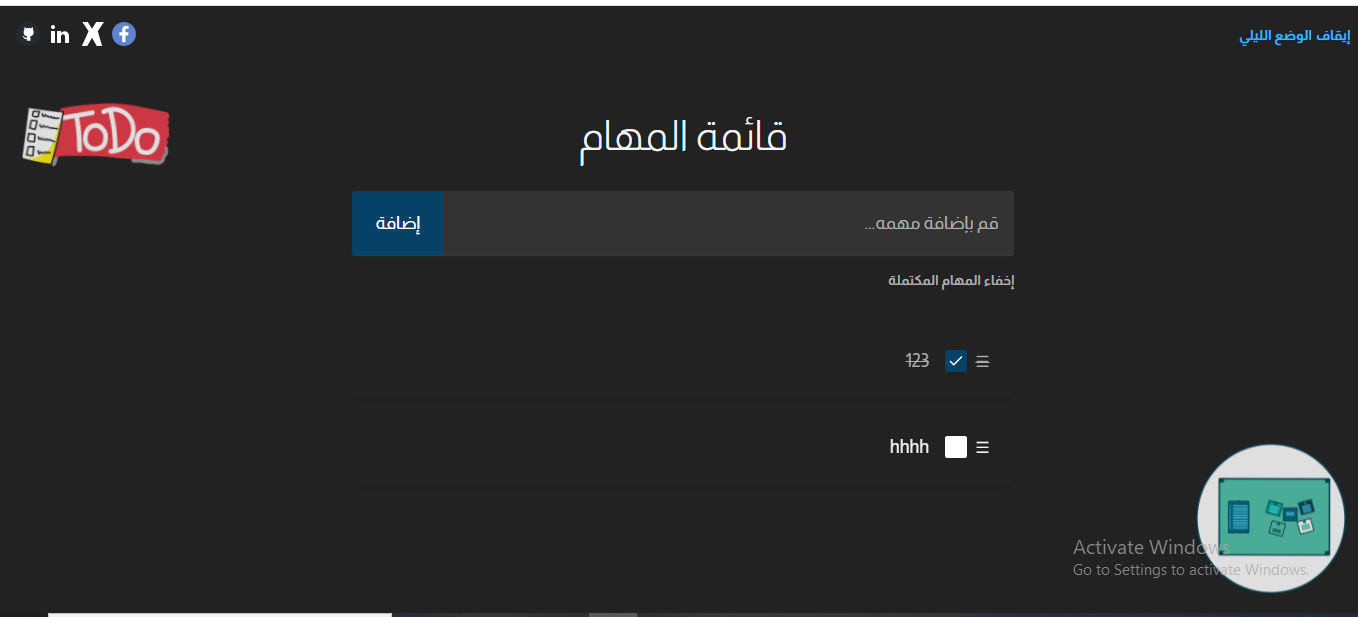 إيقاف الوضع الليلي
ToDo
قائمة المهام
قم بإضافة مهمه...
إضافة
إخفاء المهام المكتملة
123
hhhh
Activate Windows
Go to Settings to activate Windows.